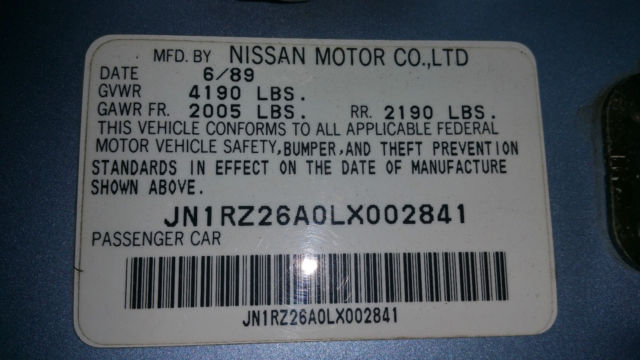 MFD. BY NISSAN MOTOR CO.,LTD
DATE 6/89
GVWR 4190 LBS.
GAWR FR. 2005 LBS. RR. 2190 LBS.
THIS VEHICLE CONFORMS TO ALL APPLICABLE FEDERAL
MOTOR VEHICLE SAFETY,BUMPER,AND THEFT PREVENTION
STANDARDS IN EFFECT ON THE DATE OF MANUFACTURE
SHOWN ABOVE.
JN1RZ26A0LX002841
PASSENGER CAR
JN1RZ26A0LX002841